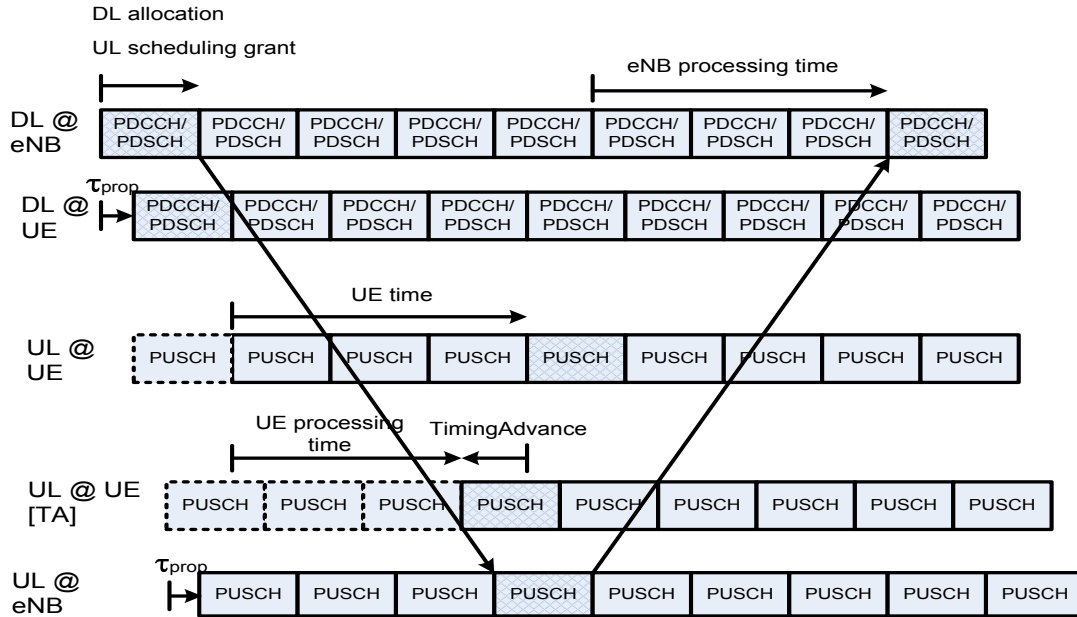 DL allocation
UL scheduling grant
eNB processing time
DL @
eNB
PDCCH/
PDSCH
PDCCH/
PDSCH
PDCCH/
PDSCH
PDCCH/
PDSCH
PDCCH/
PDSCH
PDCCH/
PDSCH
PDCCH/
PDSCH
PDCCH/
PDSCH
PDCCH/
PDSCH
τprop
DL @
UE
PDCCH/
PDSCH
PDCCH/
PDSCH
PDCCH/
PDSCH
PDCCH/
PDSCH
PDCCH/
PDSCH
PDCCH/
PDSCH
PDCCH/
PDSCH
PDCCH/
PDSCH
PDCCH/
PDSCH
UE time
UL @
UE
PUSCH
PUSCH
PUSCH
PUSCH
PUSCH
PUSCH
PUSCH
PUSCH
PUSCH
UE processing
time
TimingAdvance
UL @ UE
[TA]
PUSCH
PUSCH
PUSCH
PUSCH
PUSCH
PUSCH
PUSCH
PUSCH
PUSCH
τprop
UL @
eNB
PUSCH
PUSCH
PUSCH
PUSCH
PUSCH
PUSCH
PUSCH
PUSCH
PUSCH